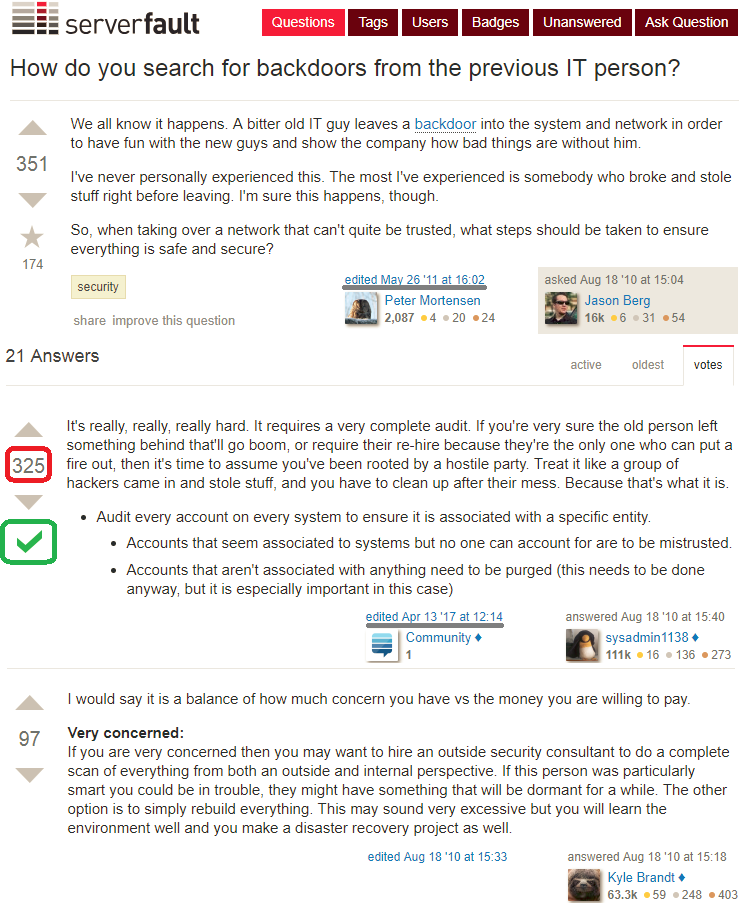 serverfault
Questions Tags Users Badges Unanswered Ask Question
How do you search for backdoors from the previous IT person?
351
We all know it happens. A bitter old IT guy leaves a backdoor into the system and network in order
to have fun with the new guys and show the company how bad things are without him.
I've never personally experienced this. The most I've experienced is somebody who broke and stole
stuff right before leaving. I'm sure this happens, though.
So, when taking over a network that can't quite be trusted, what steps should be taken to ensure
everything is safe and secure?
174
security
share improve this question
edited May 26 '11 at 16:02
Peter Mortensen
2,087 4 20 24
asked Aug 18 '10 at 15:04
Jason Berg
16k 6 31 54
21 Answers
active oldest votes
325
It's really, really, really hard. It requires a very complete audit. If you're very sure the old person left
something behind that'll go boom, or require their re-hire because they're the only one who can put a
fire out, then it's time to assume you've been rooted by a hostile party. Treat it like a group of
hackers came in and stole stuff, and you have to clean up after their mess. Because that's what it is.
• Audit every account on every system to ensure it is associated with a specific entity.
• Accounts that seem associated to systems but no one can account for are to be mistrusted.
• Accounts that aren't associated with anything need to be purged (this needs to be done
anyway, but it is especially important in this case)
edited Apr 13 '17 at 12:14
Community ♦
1
answered Aug 18 '10 at 15:40
sysadmin1138 ♦
111k 16 136 273
97
I would say it is a balance of how much concern you have vs the money you are willing to pay.
Very concerned:
If you are very concerned then you may want to hire an outside security consultant to do a complete
scan of everything from both an outside and internal perspective. If this person was particularly
smart you could be in trouble, they might have something that will be dormant for a while. The other
option is to simply rebuild everything. This may sound very excessive but you will learn the
environment well and you make a disaster recovery project as well.
edited Aug 18 '10 at 15:33
answered Aug 18 '10 at 15:18
Kyle Brandt ♦
63.3k 59 248 403